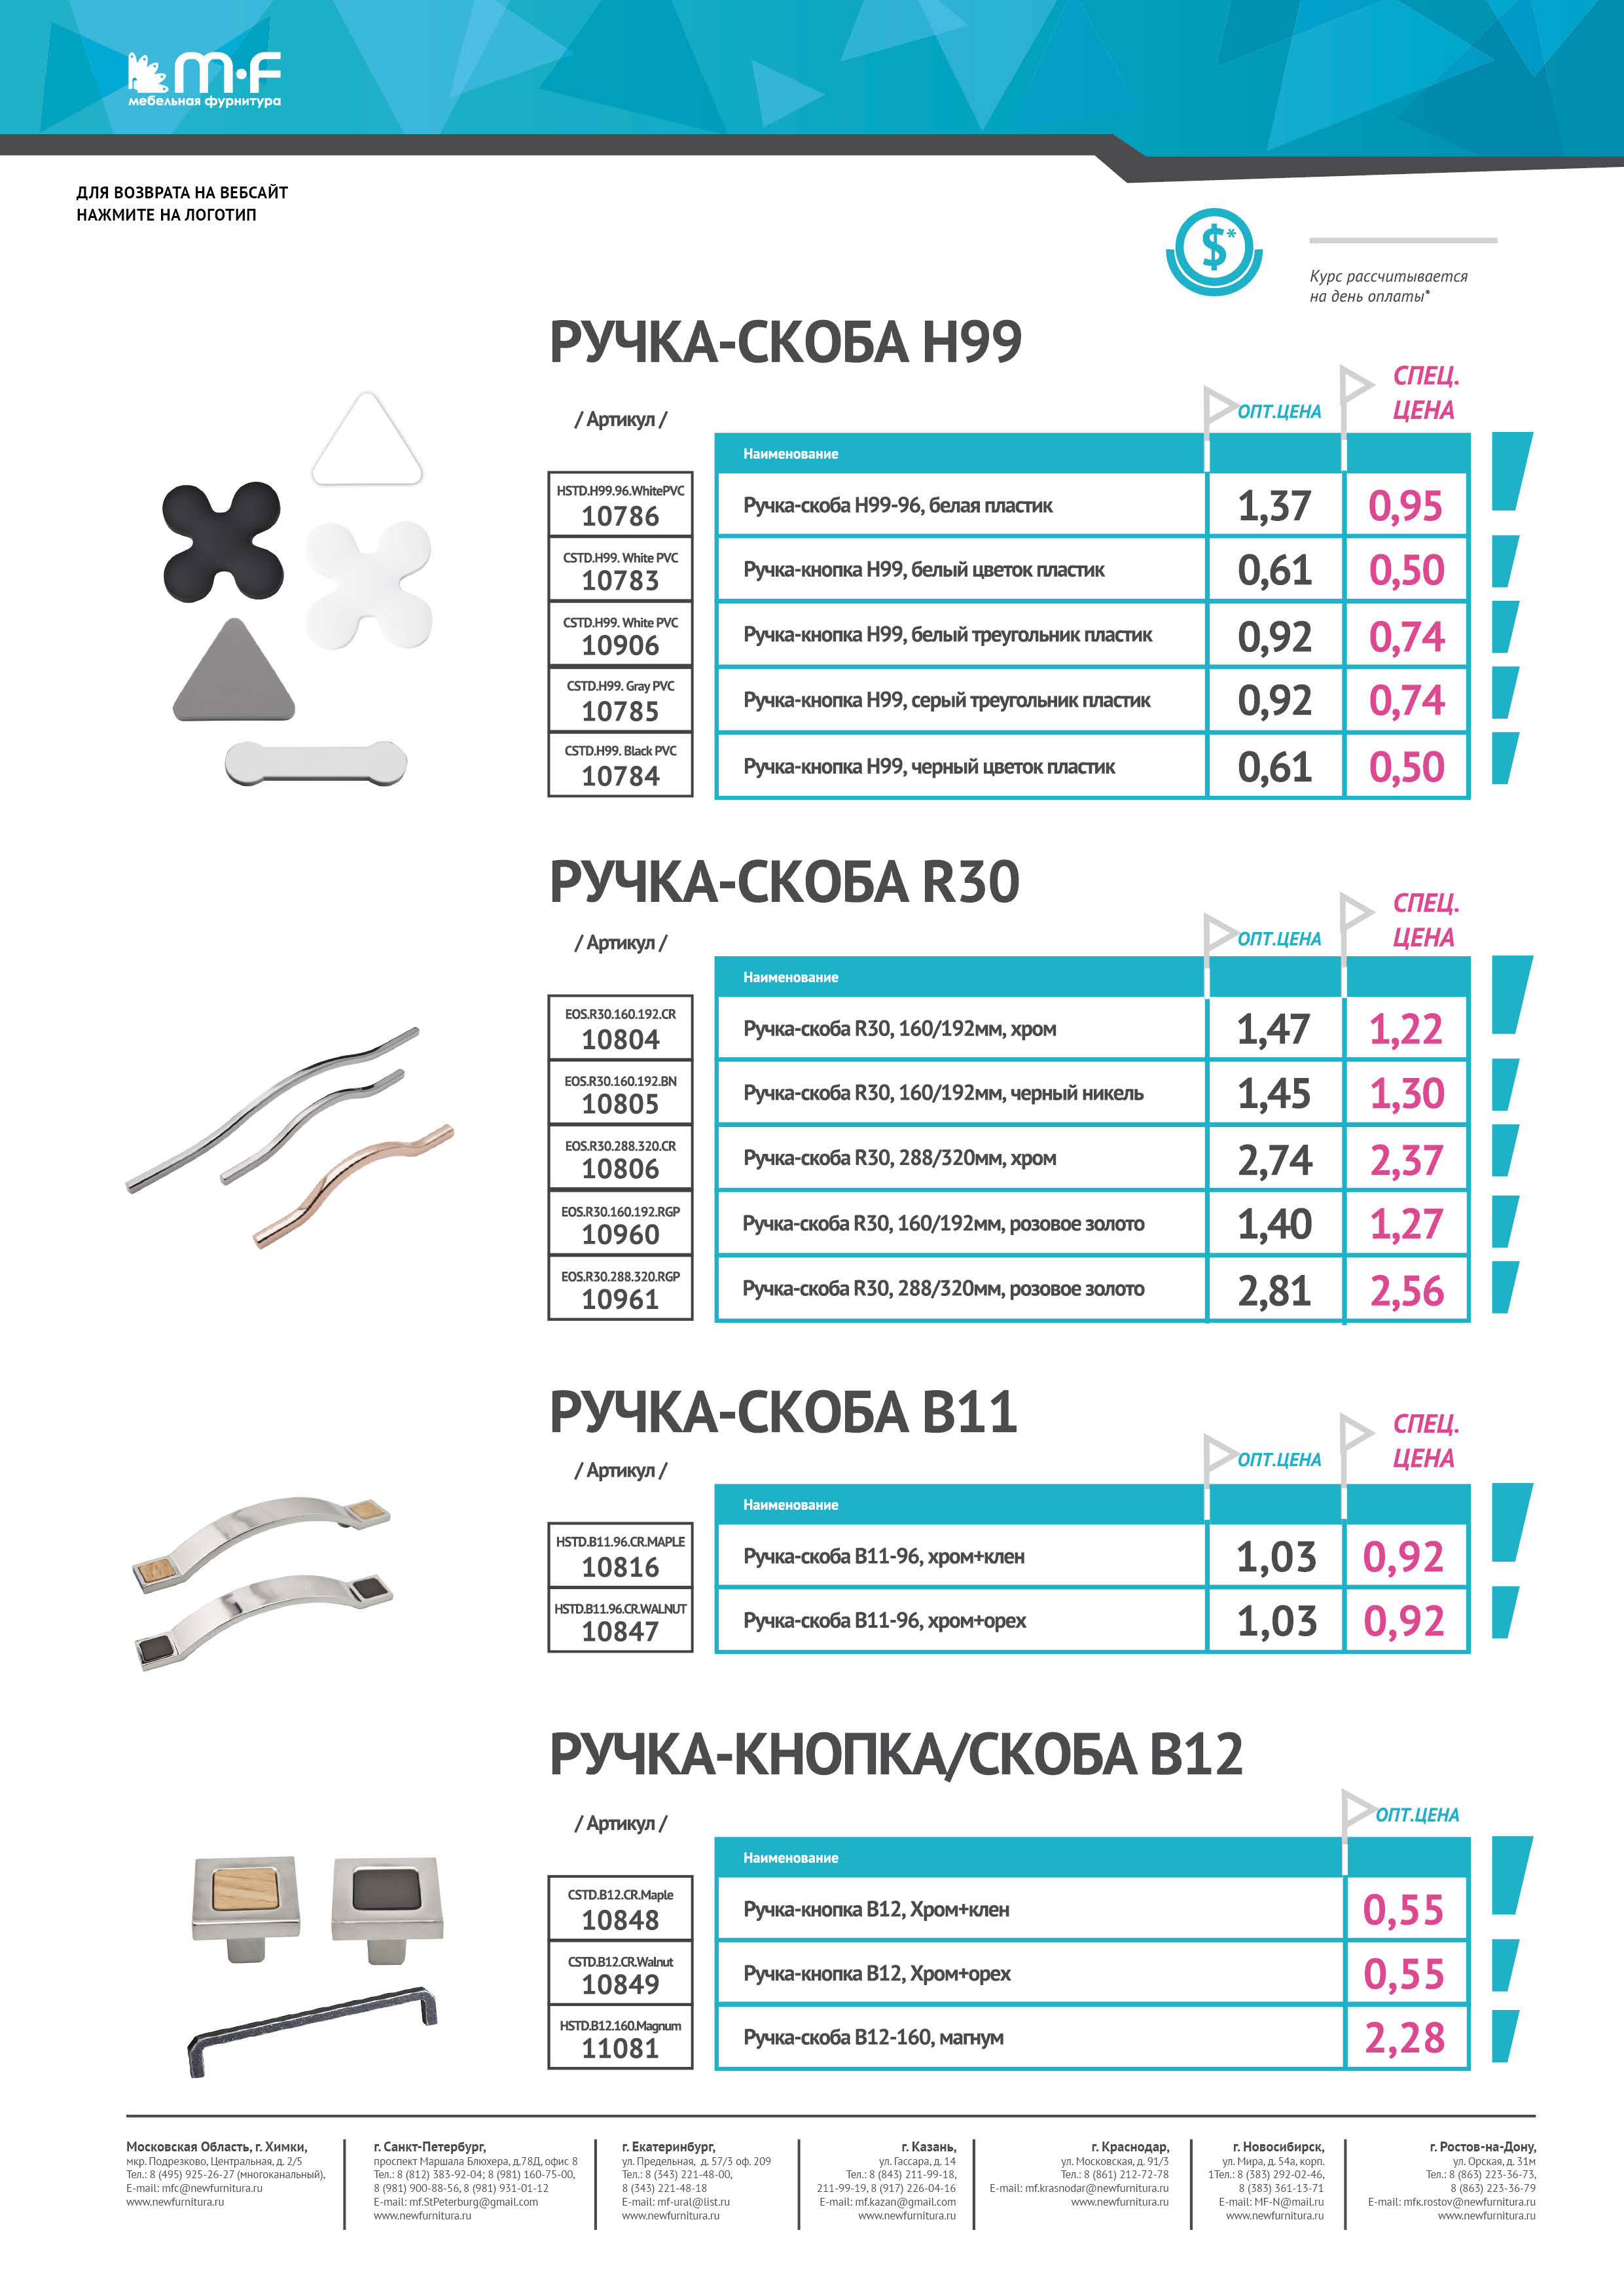 m·F
мебельная фурнитура
ДЛЯ ВОЗВРАТА НА ВЕБСАЙТ
НАЖМИТЕ НА ЛОГОТИП
$*
Курс рассчитывается
на день оплаты*
РУЧКА-СКОБА H99
/ Артикул /
ОПТ.ЦЕНА
СПЕЦ.
ЦЕНА
Наименование
HSTD.H99.96.WhitePVC
10786
Ручка-скоба H99-96, белая пластик
1,37
0,95
CSTD.H99. White PVC
10783
Ручка-кнопка H99, белый цветок пластик
0,61
0,50
CSTD.H99. White PVC
10906
Ручка-кнопка H99, белый треугольник пластик
0,92
0,74
CSTD.H99. Gray PVC
10785
Ручка-кнопка H99, серый треугольник пластик
0,92
0,74
CSTD.H99. Black PVC
10784
Ручка-кнопка H99, черный цветок пластик
0,61
0,50
РУЧКА-СКОБА R30
/ Артикул /
ОПТ.ЦЕНА
СПЕЦ.
ЦЕНА
Наименование
EOS.R30.160.192.CR
10804
Ручка-скоба R30, 160/192мм, хром
1,47
1,22
EOS.R30.160.192.BN
10805
Ручка-скоба R30, 160/192мм, черный никель
1,45
1,30
EOS.R30.288.320.CR
10806
Ручка-скоба R30, 288/320мм, хром
2,74
2,37
EOS.R30.160.192.RGP
10960
Ручка-скоба R30, 160/192мм, розовое золото
1,40
1,27
EOS.R30.288.320.RGP
10961
Ручка-скоба R30, 288/320мм, розовое золото
2,81
2,56
РУЧКА-СКОБА B11
/ Артикул /
ОПТ.ЦЕНА
СПЕЦ.
ЦЕНА
Наименование
HSTD.B11.96.CR.MAPLE
10816
Ручка-скоба B11-96, хром+клен
1,03
0,92
HSTD.B11.96.CR.WALNUT
10847
Ручка-скоба B11-96, хром+орех
1,03
0,92
РУЧКА-КНОПКА/СКОБА B12
/ Артикул /
ОПТ.ЦЕНА
Наименование
CSTD.B12.CR.Maple
10848
Ручка-кнопка B12, Хром+клен
0,55
CSTD.B12.CR.Walnut
10849
Ручка-кнопка B12, Хром+орех
0,55
HSTD.B12.160.Magnum
11081
Ручка-скоба B12-160, магнум
2,28
Московская Область, г. Химки,
мкр. Подрезково, Центральная, д. 2/5
Тел.: 8 (495) 925-26-27 (многоканальный),
E-mail: mfc@newfurnitura.ru
www.newfurnitura.ru
г. Санкт-Петербург,
проспект Маршала Блюхера, д.78Д, офис 8
Тел.: 8 (812) 383-92-04; 8 (981) 160-75-00,
8 (981) 900-88-56, 8 (981) 931-01-12
E-mail: mf.StPeterburg@gmail.com
www.newfurnitura.ru
г. Екатеринбург,
ул. Предельная, д. 57/3 оф. 209
Тел.: 8 (343) 221-48-00,
8 (343) 221-48-18
E-mail: mf-ural@list.ru
www.newfurnitura.ru
г. Казань,
ул. Гассара, д. 14
Тел.: 8 (843) 211-99-18,
211-99-19, 8 (917) 226-04-16
E-mail: mf.kazan@gmail.com
www.newfurnitura.ru
г. Краснодар,
ул. Московская, д. 91/3
Тел.: 8 (861) 212-72-78
E-mail: mf.krasnodar@newfurnitura.ru
www.newfurnitura.ru
г. Новосибирск,
ул. Мира, д. 54а, корп.
1Тел.: 8 (383) 292-02-46,
8 (383) 361-13-71
E-mail: MF-N@mail.ru
www.newfurnitura.ru
г. Ростов-на-Дону,
ул. Орская, д. 31м
Тел.: 8 (863) 223-36-73,
8 (863) 223-36-79
E-mail: mfk.rostov@newfurnitura.ru
www.newfurnitura.ru